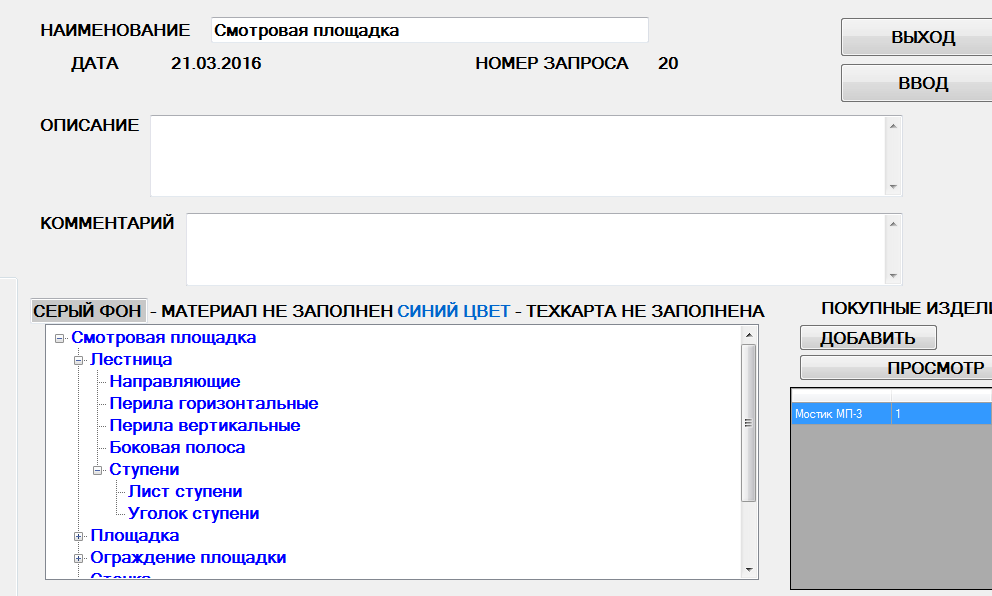 НАИМЕНОВАНИЕ Смотровая площадка
ВЫХОД
ДАТА 21.03.2016 НОМЕР ЗАПРОСА 20
ВВОД
ОПИСАНИЕ
КОММЕНТАРИЙ
СЕРЫЙ ФОН - МАТЕРИАЛ НЕ ЗАПОЛНЕН СИНИЙ ЦВЕТ - ТЕХКАРТА НЕ ЗАПОЛНЕНА
Смотровая площадка
Лестница
Направляющие
Перила горизонтальные
Перила вертикальные
Боковая полоса
Ступени
Лист ступени
Уголок ступени
Площадка
Ограждение площадки
ПОКУПНЫЕ
ДОБАВИТЬ
ПРОСМОТР
Мостик МП-3 1